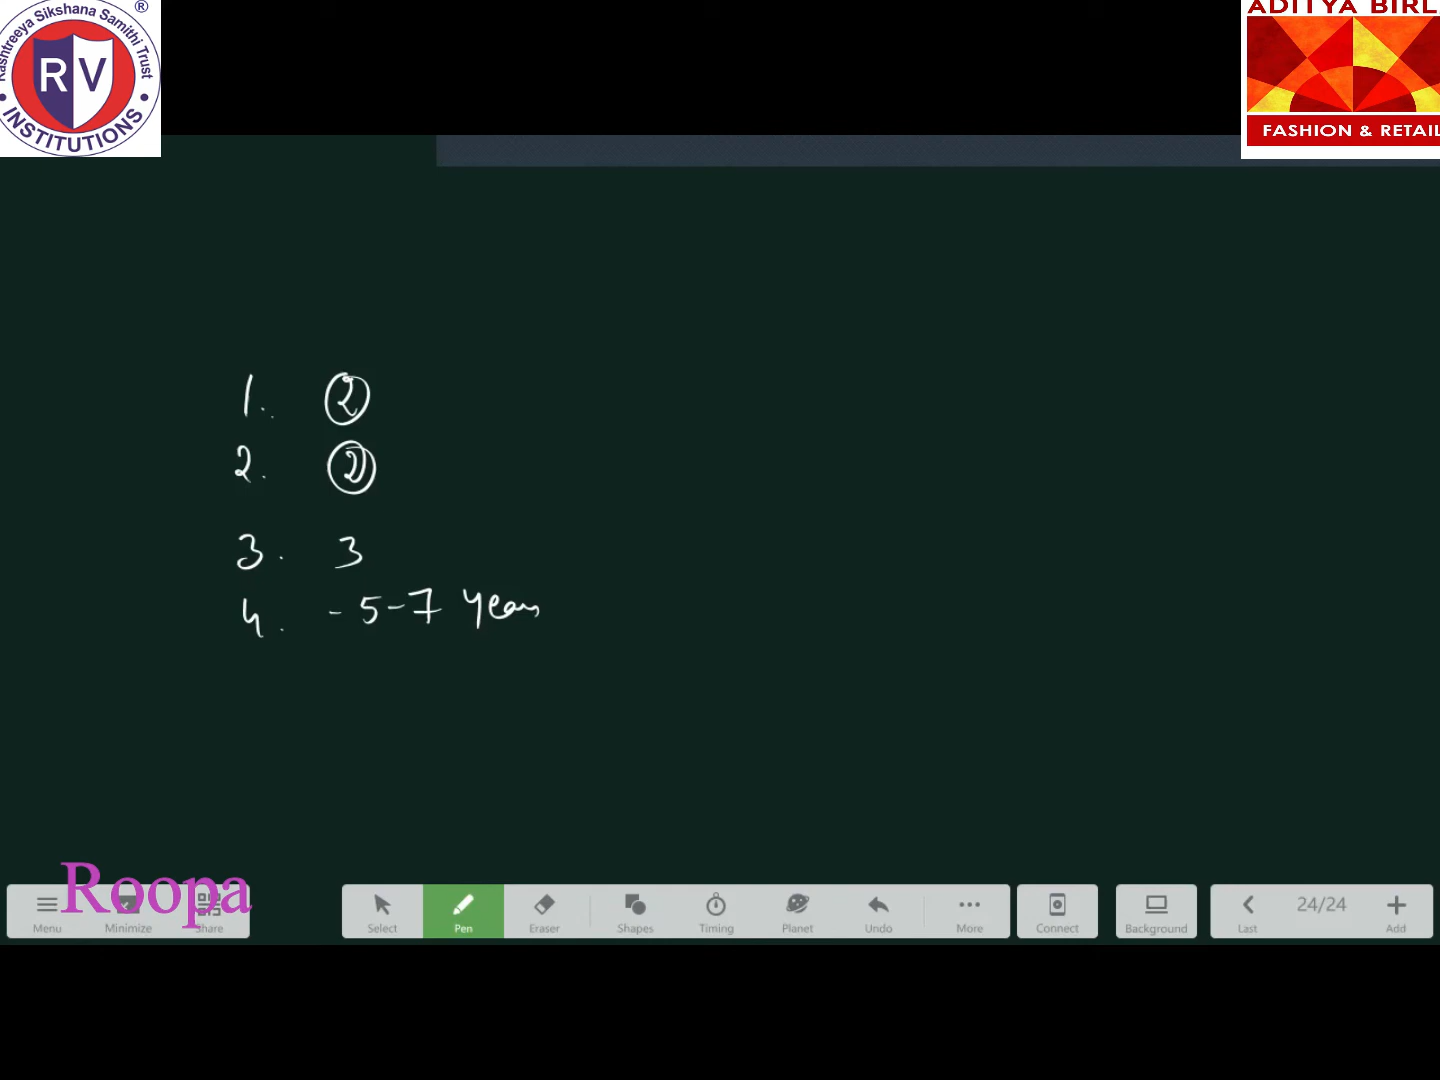 ®
Rashtreeya Sikshana Samithi Trust
RV
• INSTITUTIONS •
ADITYA BIRL
FASHION & RETAIL
1. 2
2. 2
3. 3
4. - 5-7 years
Roopa
Menu Minimize Share Select Pen Eraser Shapes Timing Planet Undo More Connect Background Last 24/24 Add